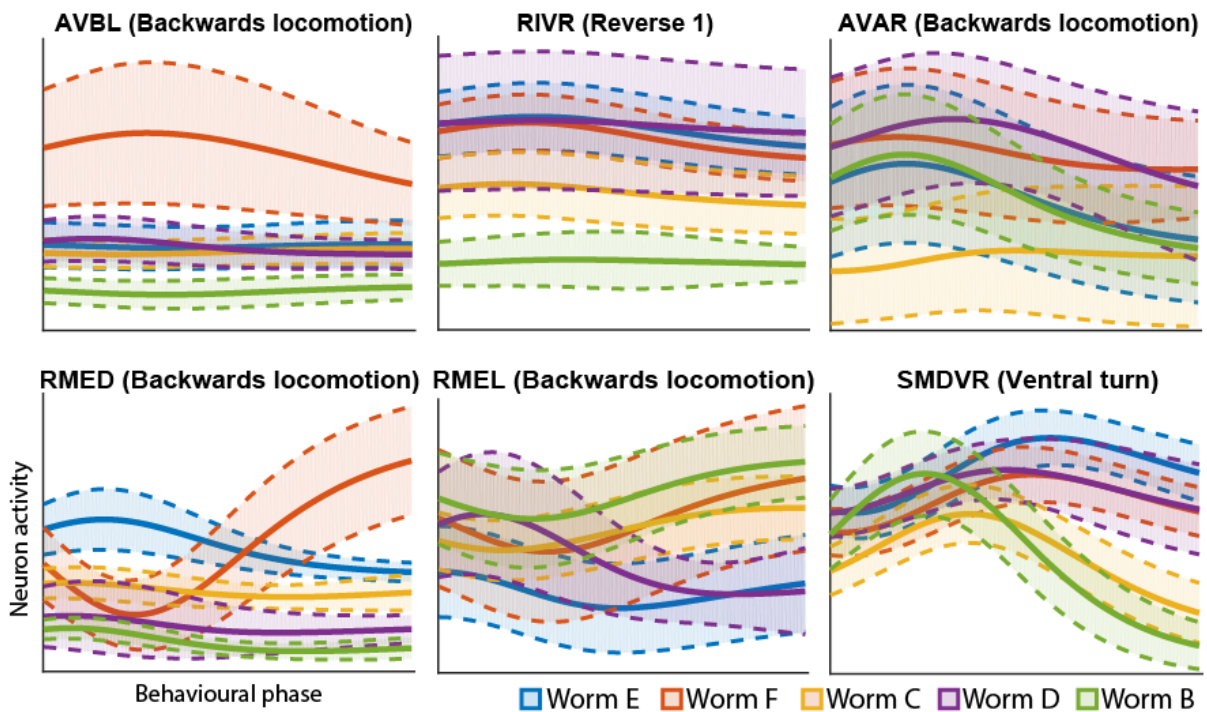 AVBL (Backwards locomotion)
RIVR (Reverse 1)
AVAR (Backwards locomotion)
RMED (Backwards locomotion)
RMEL (Backwards locomotion)
SMDVR (Ventral turn)
Neuron activity
Behavioural phase
Worm E
Worm F
Worm C
Worm D
Worm B